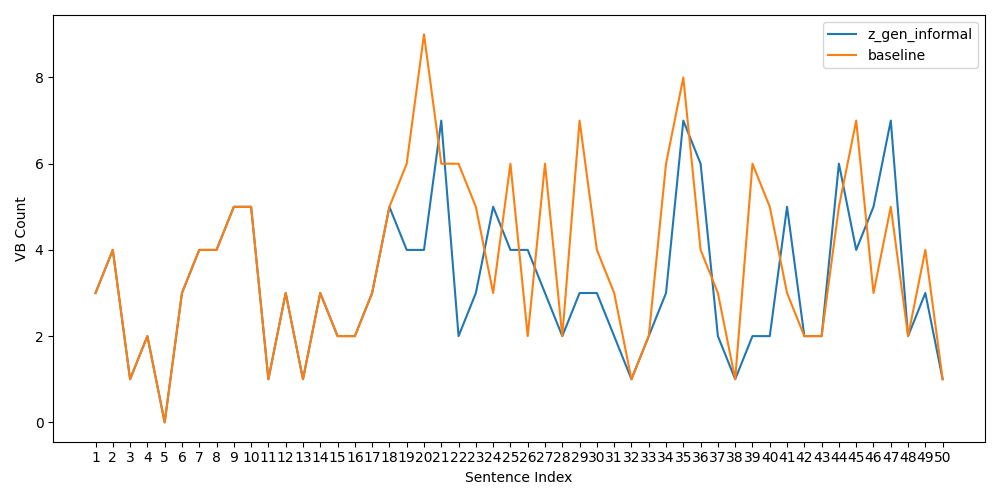 z_gen_informal
baseline
VB Count
8
6
4
2
0
1 2 3 4 5 6 7 8 9 10 11 12 13 14 15 16 17 18 19 20 21 22 23 24 25 26 27 28 29 30 31 32 33 34 35 36 37 38 39 40 41 42 43 44 45 46 47 48 49 50
Sentence Index